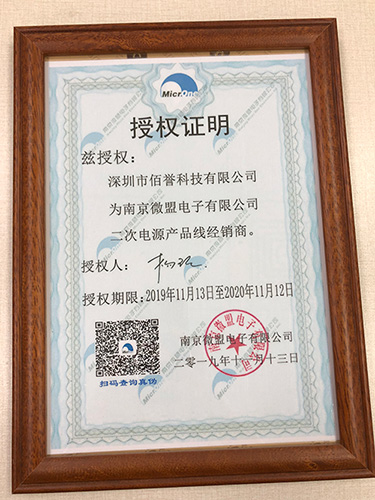 MicrOne
授权证明
兹授权：
深圳市佰誉科技有限公司
为南京微盟电子有限公司
二次电源产品线经销商。
授权人：
授权期限：2019年11月13日至2020年11月12日
南京微盟电子有限公司
二零一九年十一月十三日
扫码查询真伪